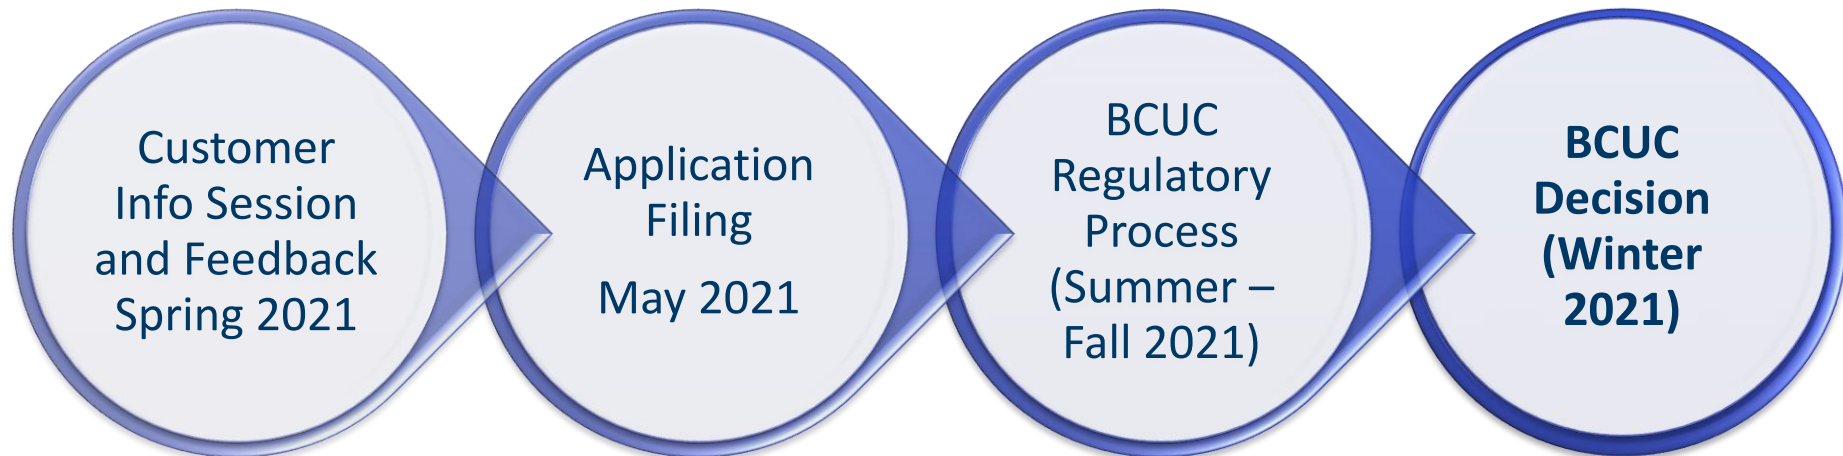 Customer
Info Session
and Feedback
Spring 2021
Application
Filing
May 2021
BCUC
Regulatory
Process
(Summer –
Fall 2021)
BCUC
Decision
(Winter
2021)